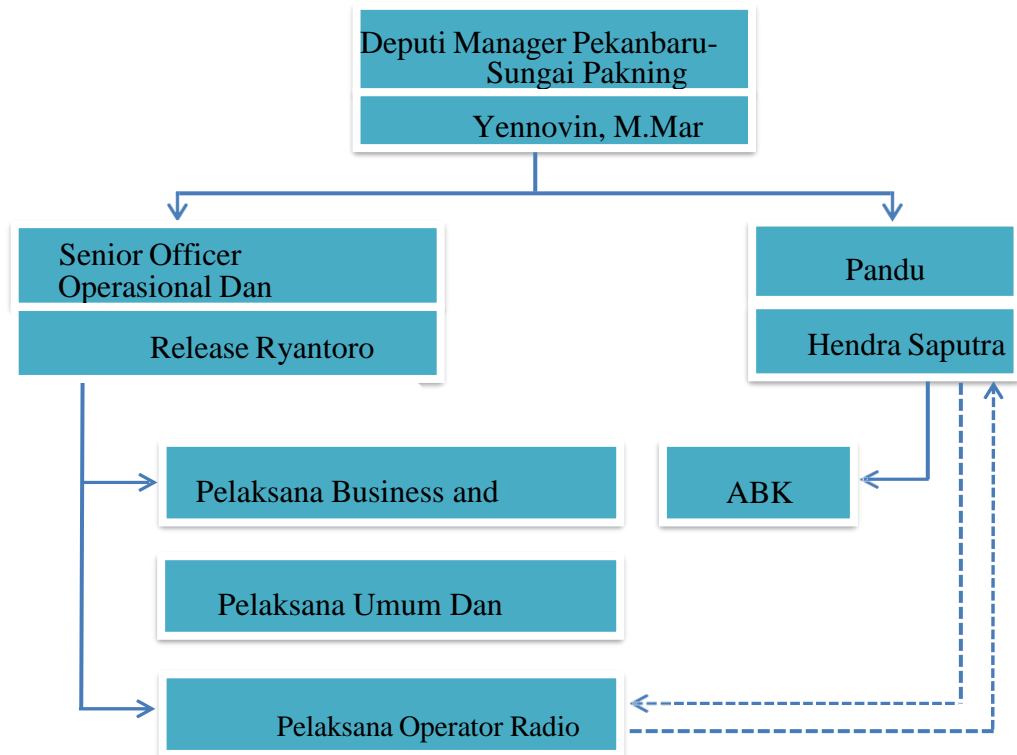 Deputi Manager Pekanbaru-
Sungai Pakning
Yennovin, M.Mar
Senior Officer
Operasional Dan
Release Ryantoro
Pandu
Hendra Saputra
Pelaksana Business and
ABK
Pelaksana Umum Dan
Pelaksana Operator Radio